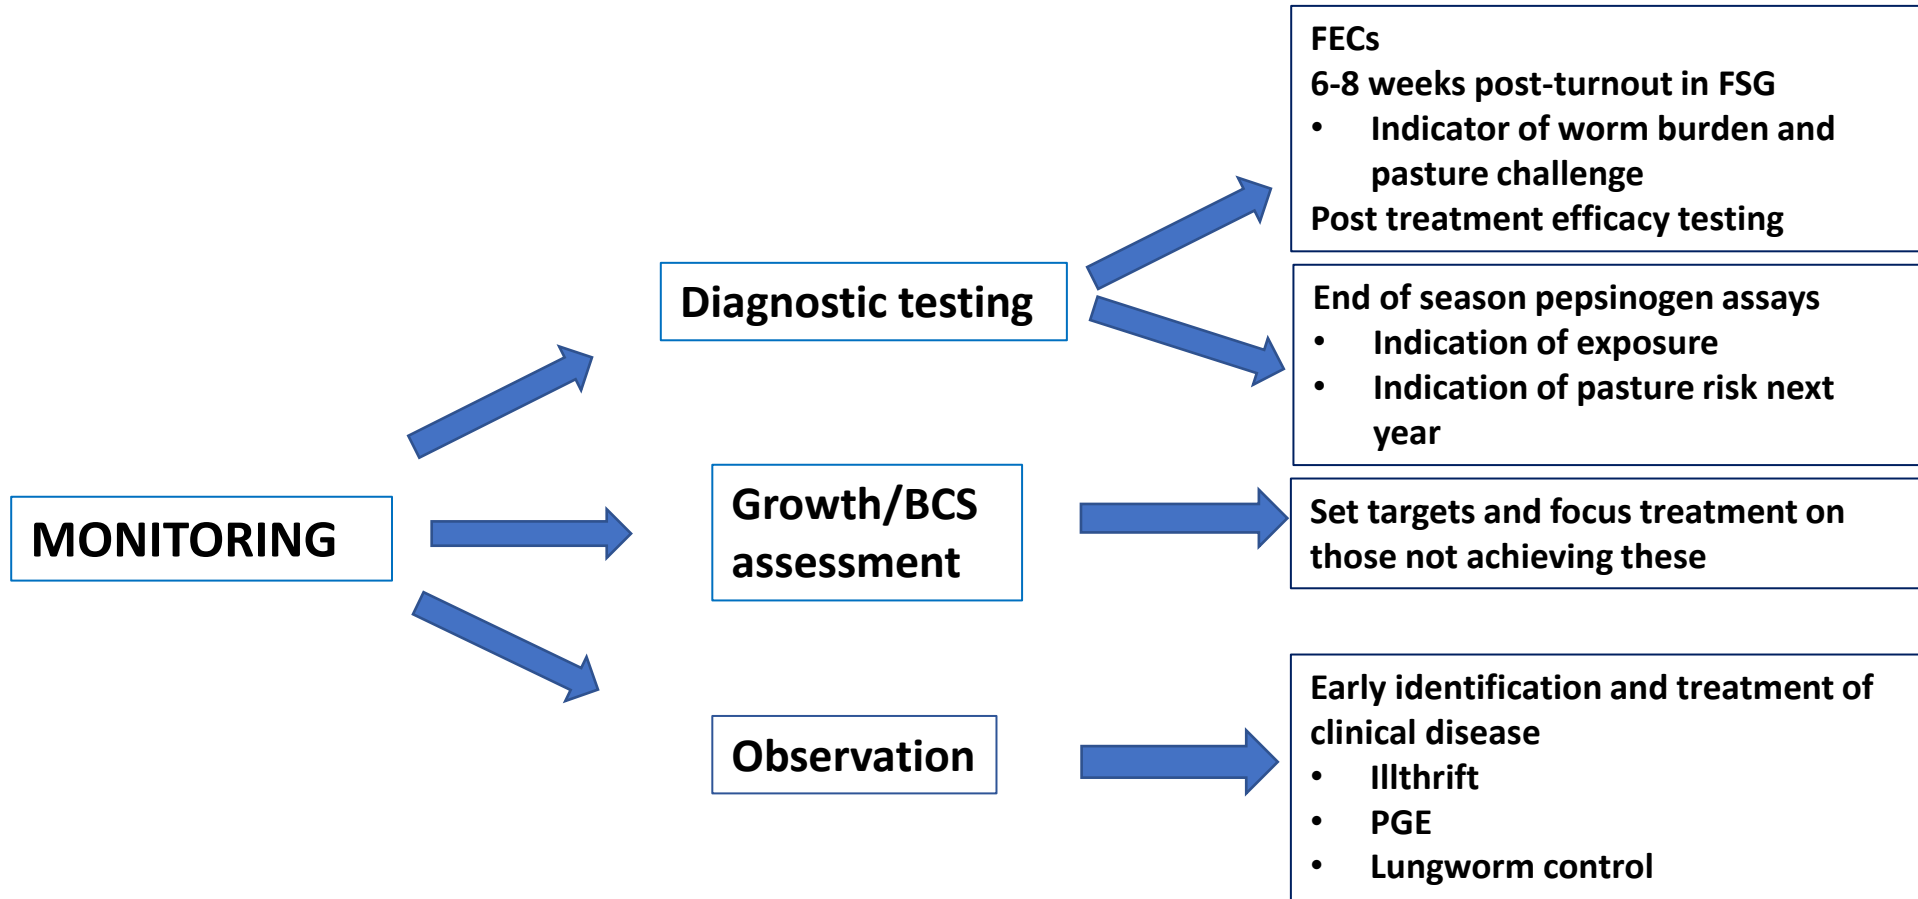 MONITORING
Diagnostic testing
FECs
6-8 weeks post-turnout in FSG
• Indicator of worm burden and
pasture challenge
Post treatment efficacy testing
End of season pepsinogen assays
• Indication of exposure
• Indication of pasture risk next
year
Growth/BCS
assessment
Set targets and focus treatment on
those not achieving these
Observation
Early identification and treatment of
clinical disease
• Illthrift
• PGE
• Lungworm control